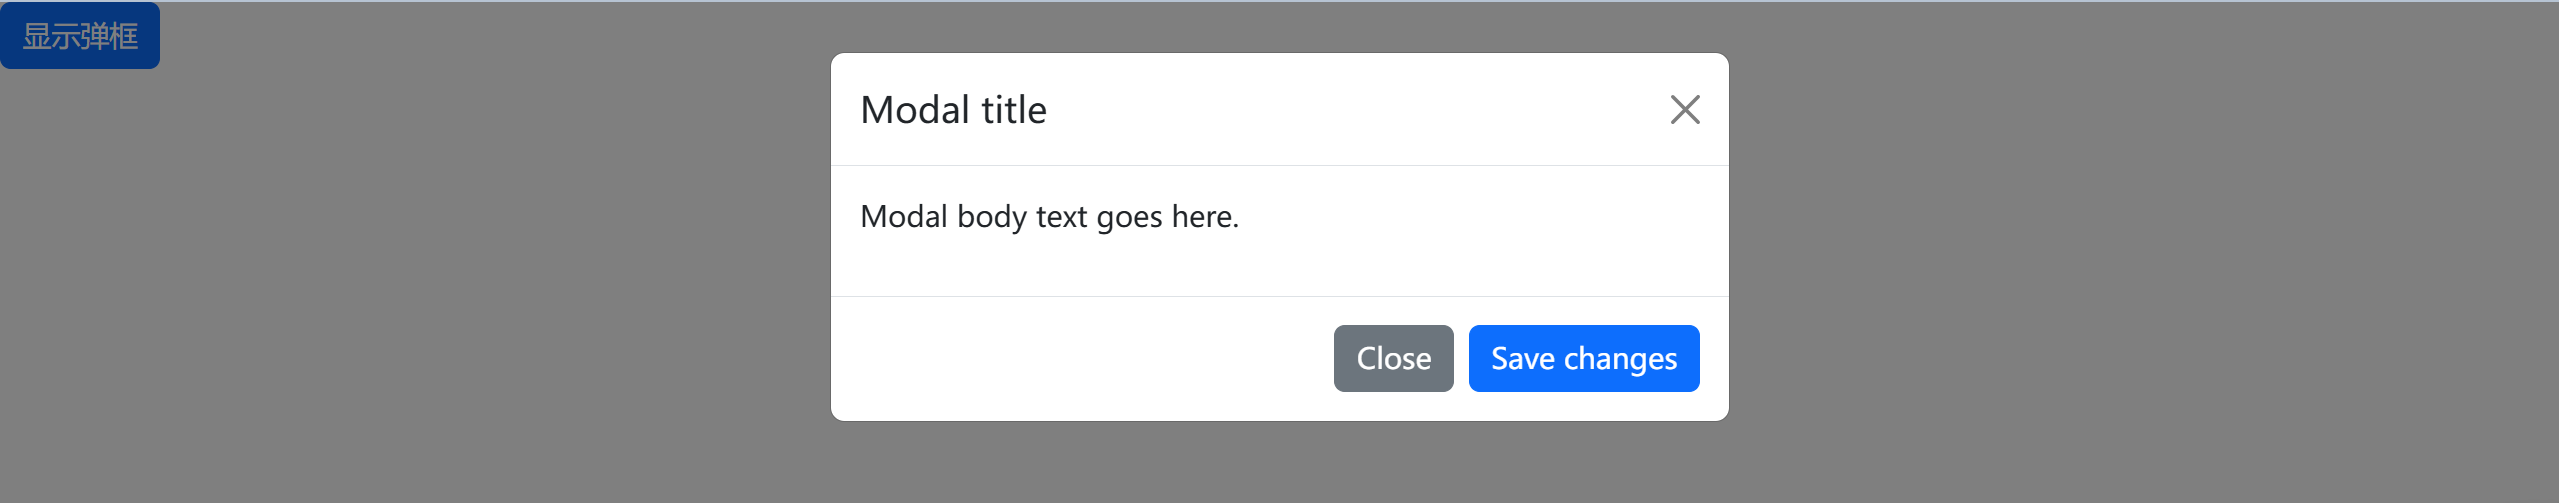 显示弹框
Modal title
Modal body text goes here.
Close
Save changes